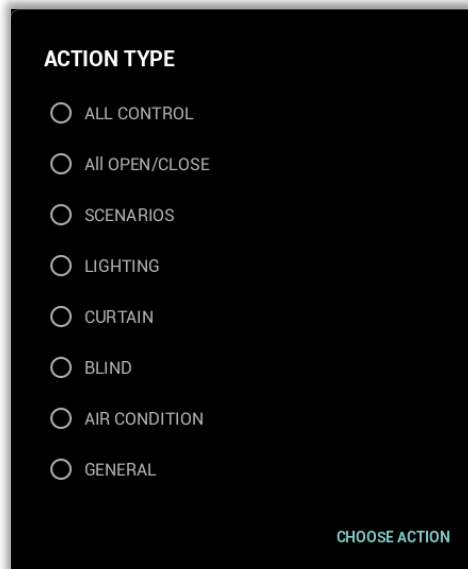 ACTION TYPE
ALL CONTROL
All OPEN/CLOSE
SCENARIOS
LIGHTING
CURTAIN
BLIND
AIR CONDITION
GENERAL
CHOOSE ACTION